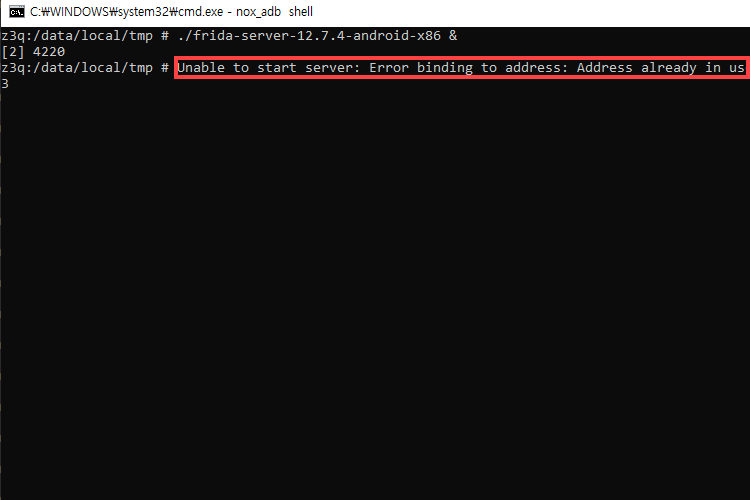 C:₩WINDOWS₩system32₩cmd.exe - nox_adb shell
z3q:/data/local/tmp # ./frida-server-12.7.4-android-x86 &
[2] 4220
z3q:/data/local/tmp # Unable to start server: Error binding to address: Address already in us
3